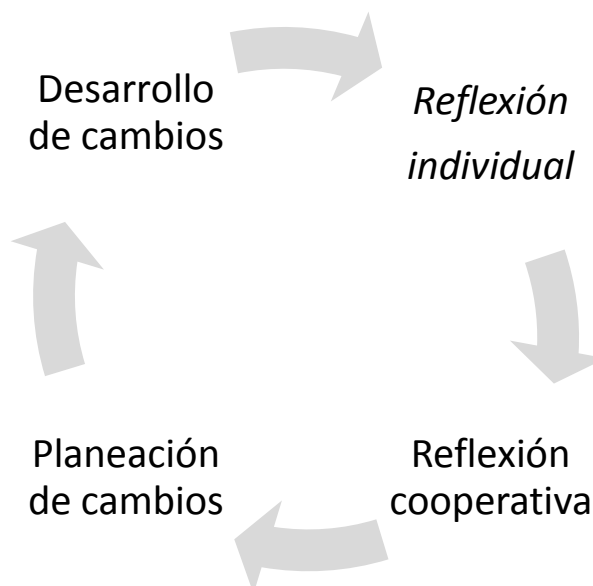 Desarrollo
de cambios
Reflexión
individual
Reflexión
cooperativa
Planeación
de cambios